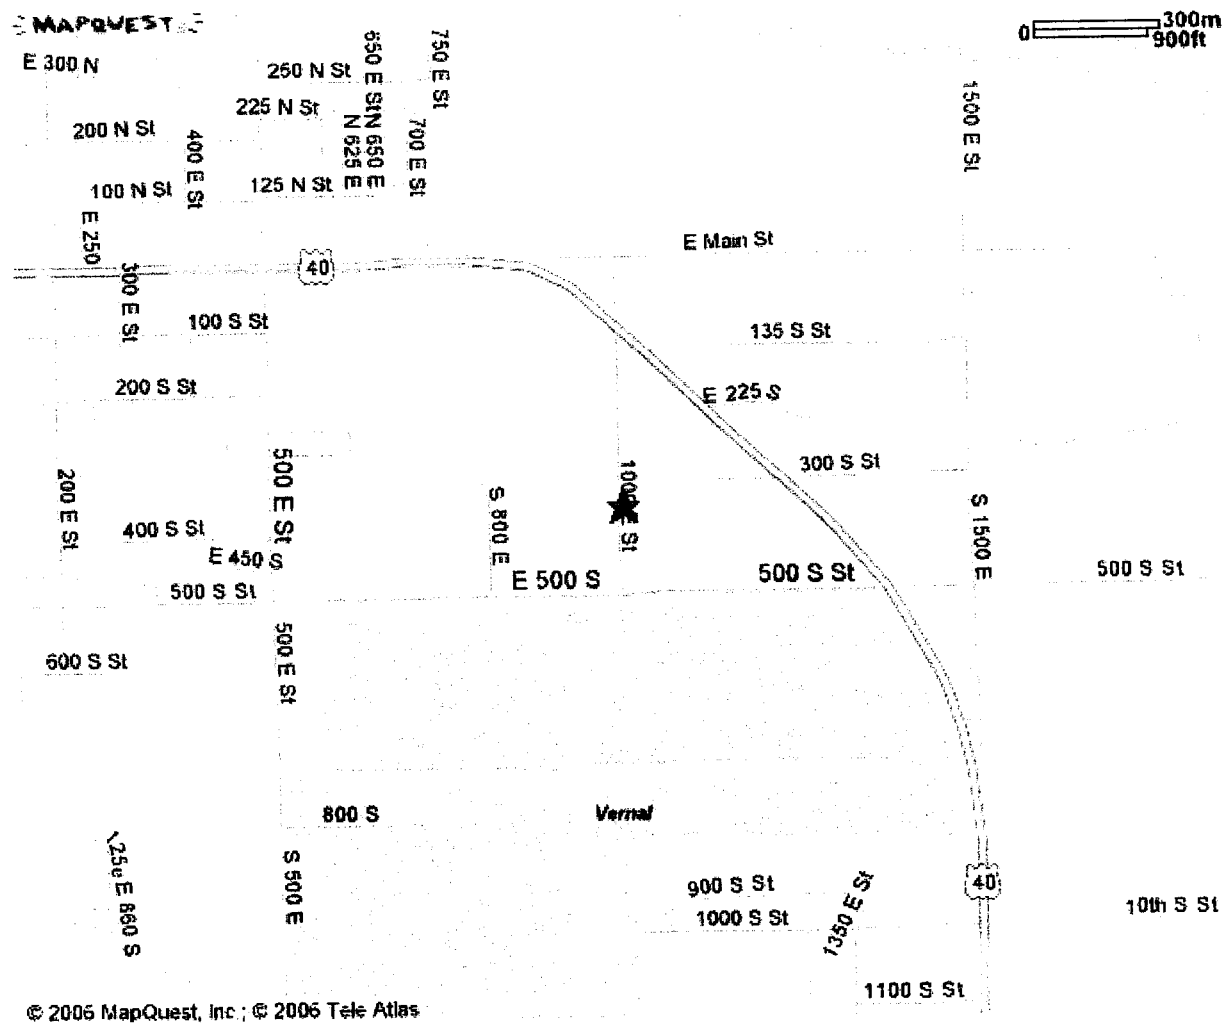 MAPQUEST
0 300m
900ft
E 300 N
250 N St
650 E St
750 E St
225 N St
200 N St
400 E St
N 625 E
N 650 E
700 E St
1500 E St
100 N St
125 N St
E 250
E Main St
40
300 E St
100 S St
135 S St
200 S St
E 225 S
300 S St
200 E St
500 E St
S 800 E
S 1500 E
400 S St
E 450 S
500 S St
E 500 S
500 S St
500 S St
600 S St
500 E St
800 S
Vernal
E 860 S
S 500 E
900 S St
1000 S St
1350 E St
40
10th S St
1100 S St
© 2006 MapQuest, Inc.; © 2006 Tele Atlas